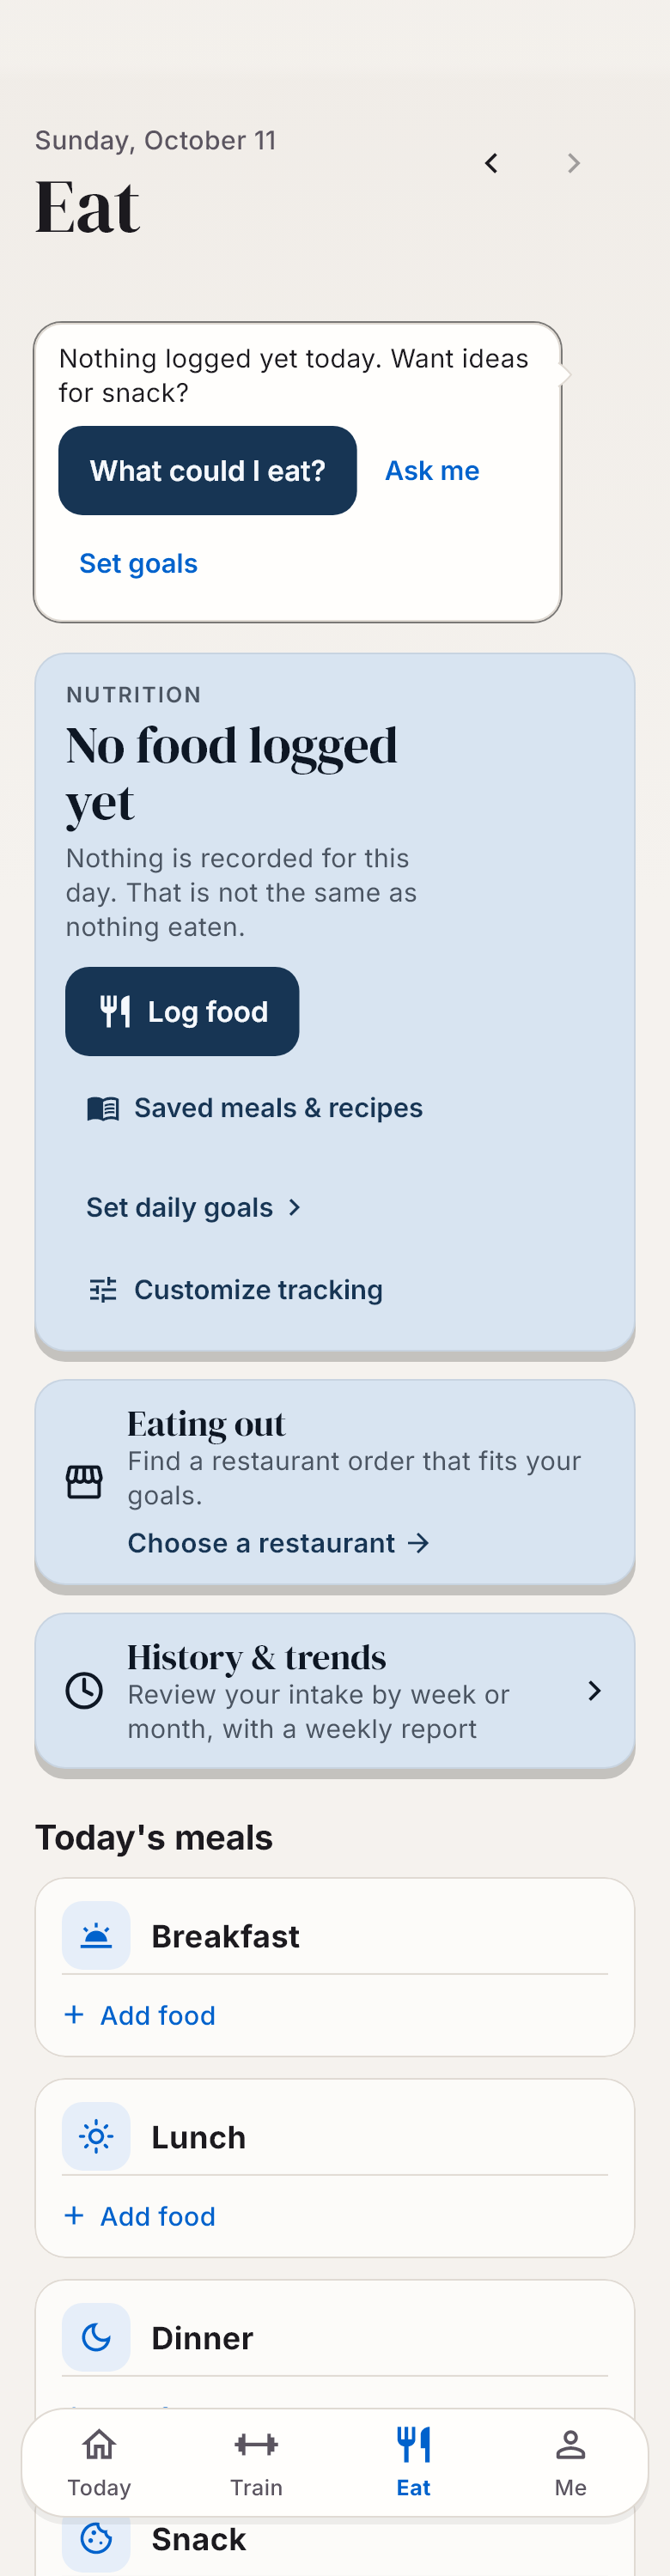 Sunday, October 11
Eat
Nothing logged yet today. Want ideas
for snack?
What could I eat?
Ask me
Set goals
NUTRITION
No food logged
yet
Nothing is recorded for this
day. That is not the same as
nothing eaten.
Log food
Saved meals & recipes
Set daily goals
Customize tracking
Eating out
Find a restaurant order that fits your
goals.
Choose a restaurant
History & trends
Review your intake by week or
month, with a weekly report
Today's meals
Breakfast
+ Add food
Lunch
+ Add food
Dinner
Today
Train
Eat
Me
Snack